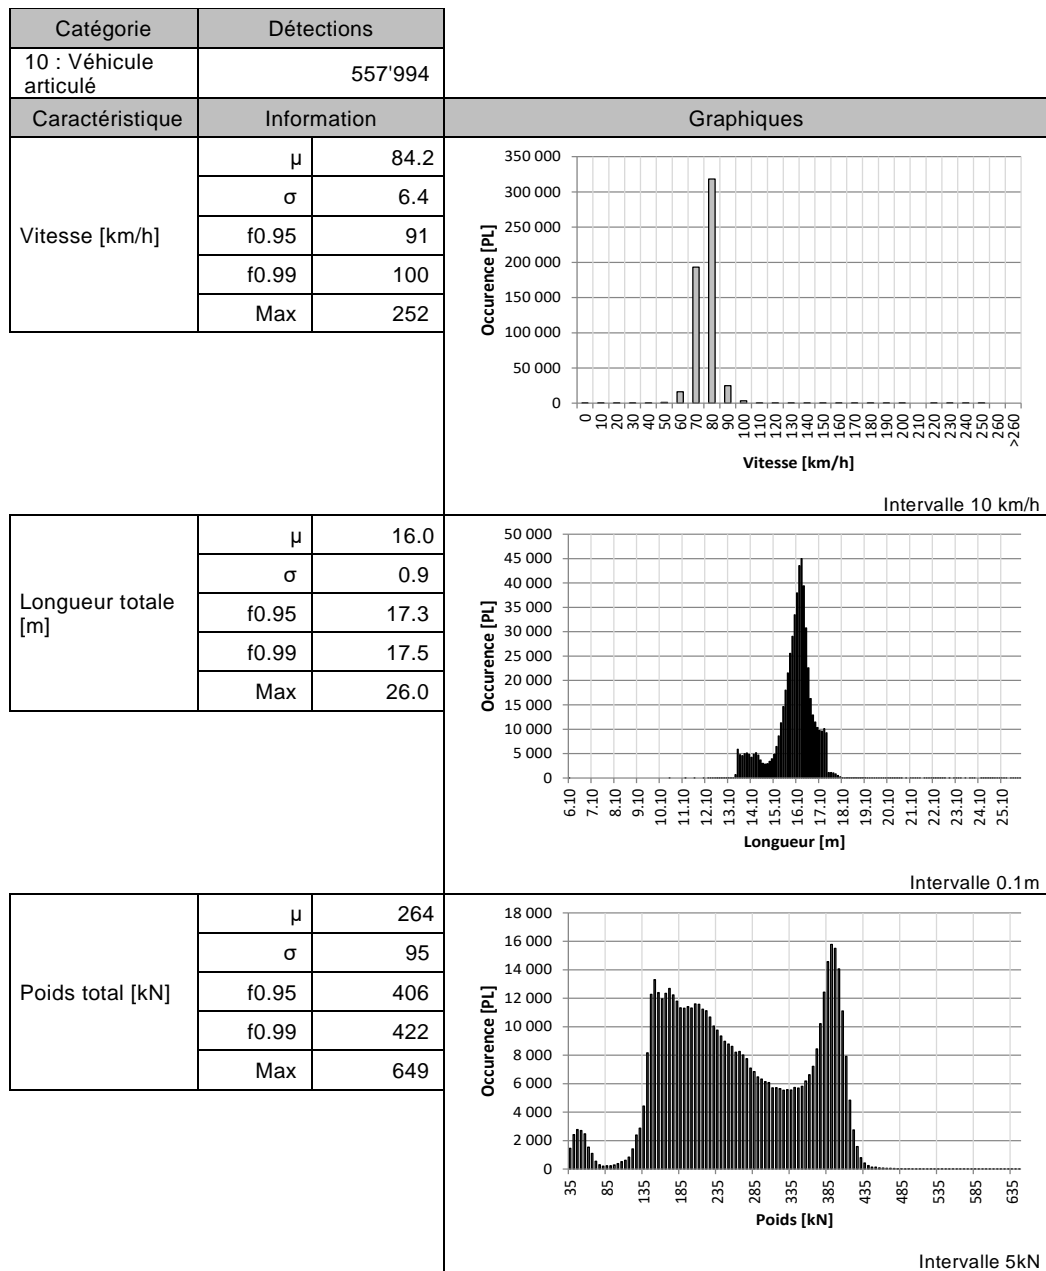 Catégorie Détections
10 : Véhicule
articulé
557'994
Caractéristique Information Graphiques
Vitesse [km/h]
µ 84.2
σ 6.4
f0.95 91
f0.99 100
Max 252
350 000
300 000
250 000
200 000
150 000
100 000
50 000
0
Occurence [PL]
0 10 20 30 40 50 60 70 80 90 100 110 120 130 140 150 160 170 180 190 200 210 220 230 240 250 260 >260
Vitesse [km/h]
Intervalle 10 km/h
Longueur totale
[m]
µ 16.0
σ 0.9
f0.95 17.3
f0.99 17.5
Max 26.0
50 000
45 000
40 000
35 000
30 000
25 000
20 000
15 000
10 000
5 000
0
Occurence [PL]
6.10 7.10 8.10 9.10 10.10 11.10 12.10 13.10 14.10 15.10 16.10 17.10 18.10 19.10 20.10 21.10 22.10 23.10 24.10 25.10
Longueur [m]
Intervalle 0.1m
Poids total [kN]
µ 264
σ 95
f0.95 406
f0.99 422
Max 649
18 000
16 000
14 000
12 000
10 000
8 000
6 000
4 000
2 000
0
Occurence [PL]
35 85 135 185 235 285 335 385 435 485 535 585 635
Poids [kN]
Intervalle 5kN